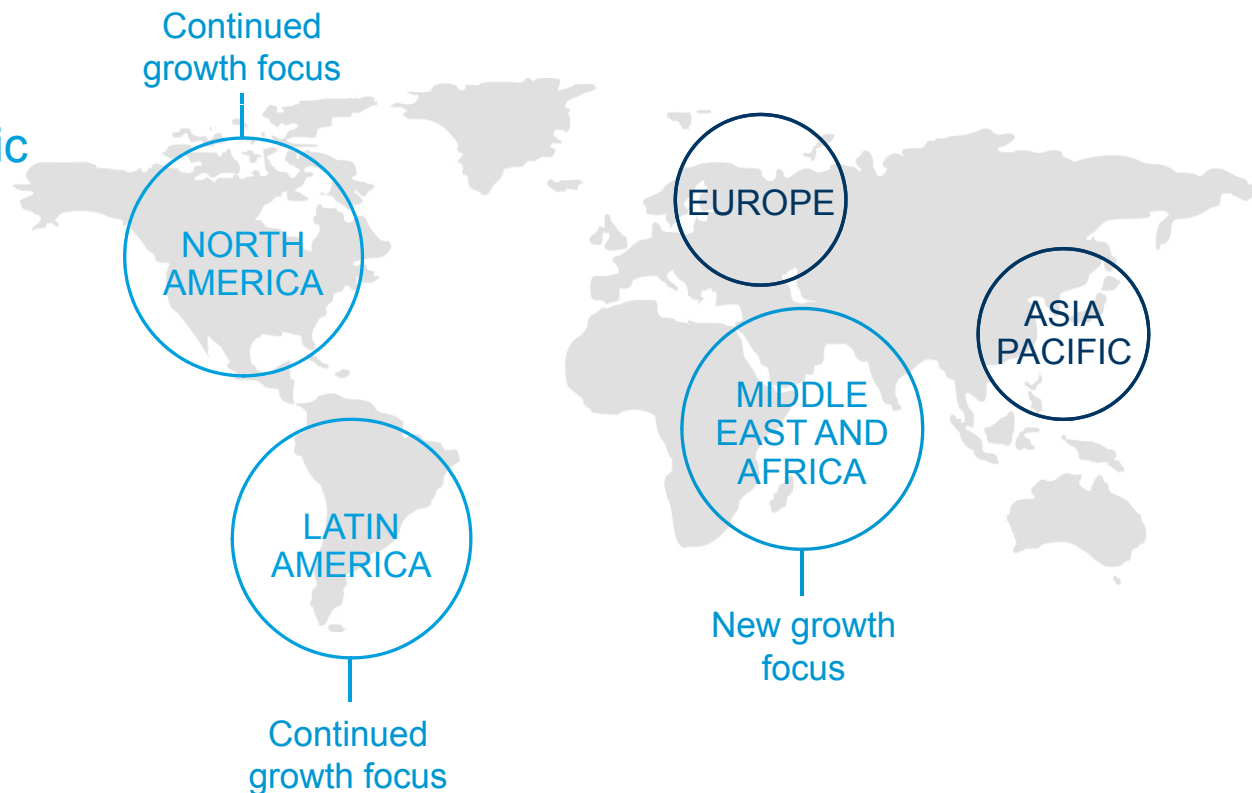 Continued
growth focus
NORTH
AMERICA
EUROPE
ASIA
PACIFIC
MIDDLE
EAST AND
AFRICA
LATIN
AMERICA
New growth
focus
Continued
growth focus